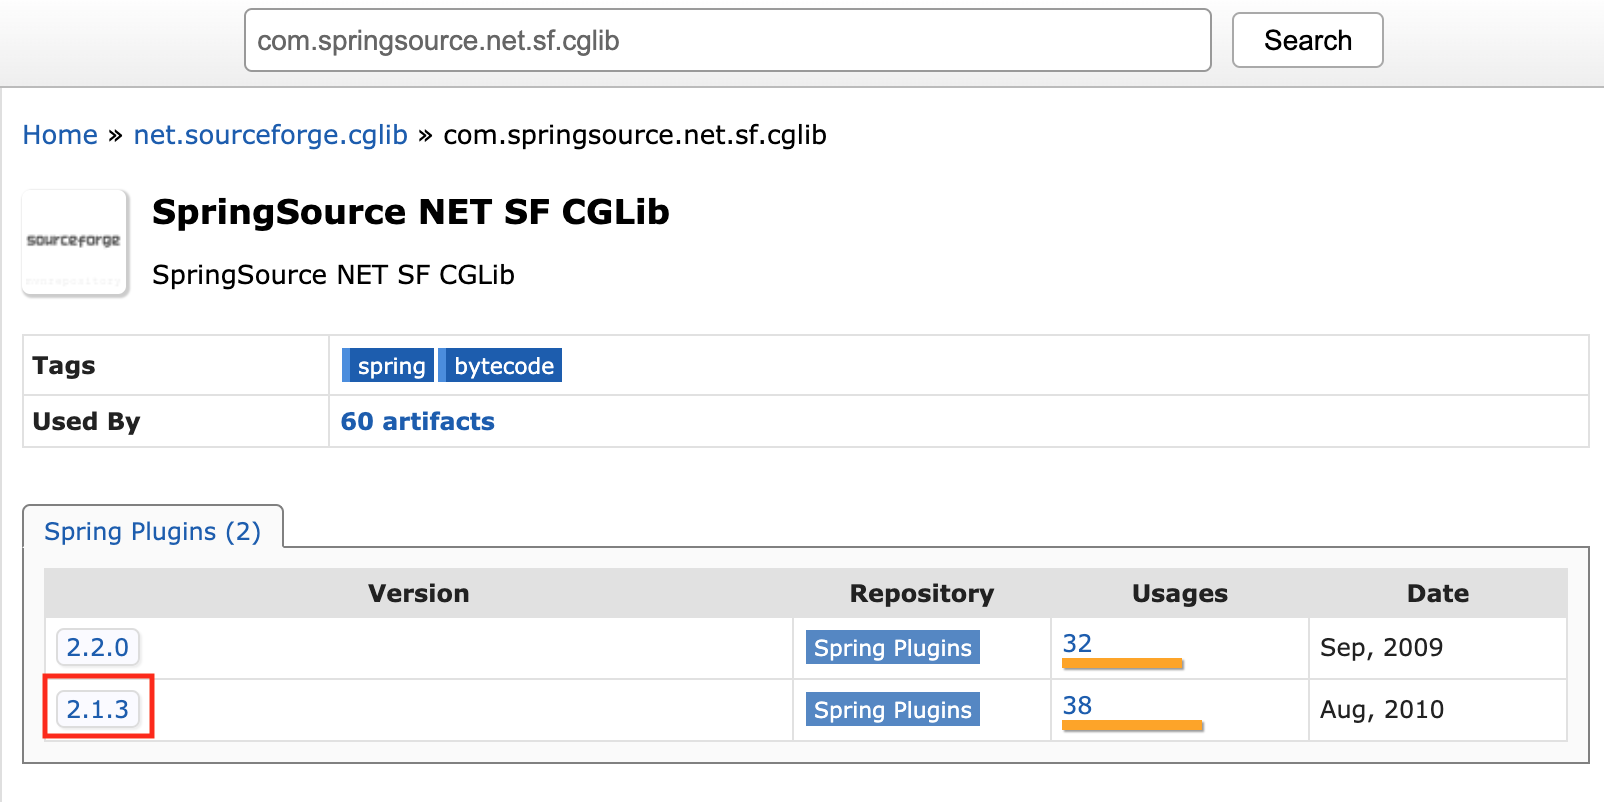 com.springsource.net.sf.cglib Search
Home » net.sourceforge.cglib » com.springsource.net.sf.cglib
SpringSource NET SF CGLib
sourceforge
SpringSource NET SF CGLib
mvnrepository
Tags spring bytecode
Used By 60 artifacts
Spring Plugins (2)
Version Repository Usages Date
2.2.0 Spring Plugins 32 Sep, 2009
2.1.3 Spring Plugins 38 Aug, 2010